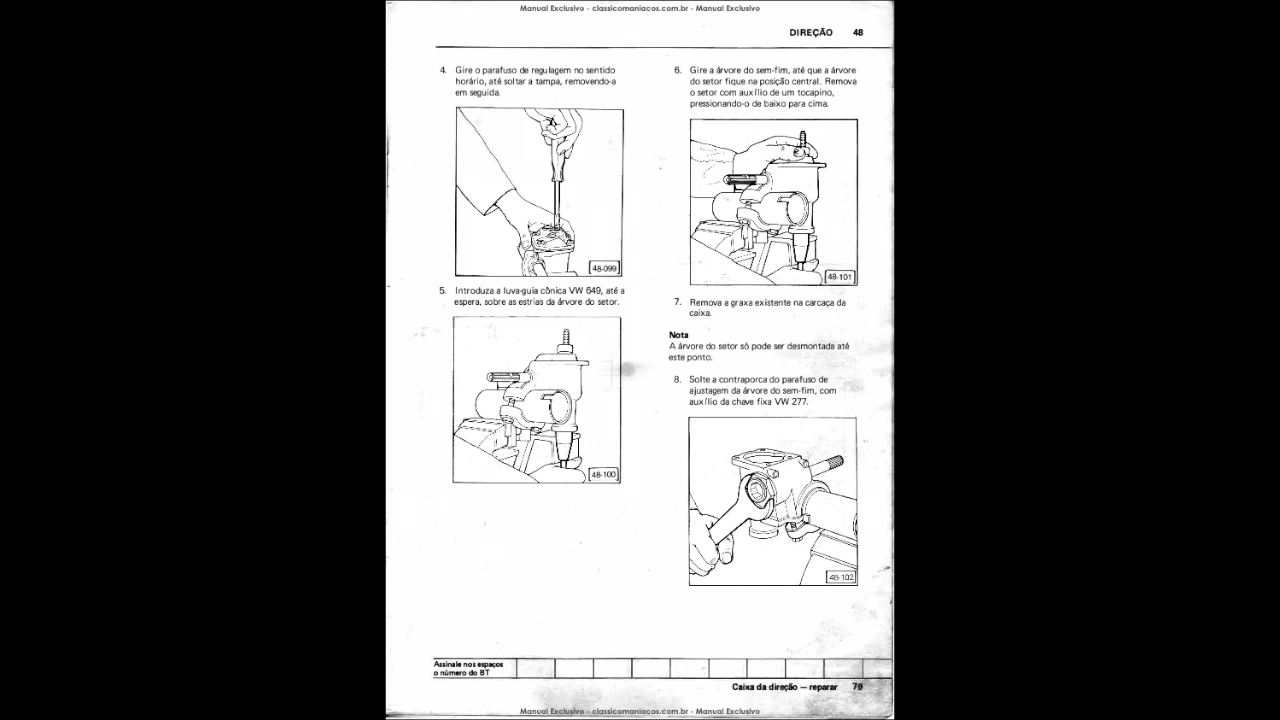 Manual Exclusivo - classicomaniacos.com.br - Manual Exclusivo
DIREÇÃO 48
4. Gire o parafuso de regulagem no sentido
horário, até soltar a tampa, removendo-a
em seguida.
48-099
5. Introduza a luva-guia cônica VW 649, até a
espera, sobre as estrias da árvore do setor.
48-100
6. Gire a árvore do sem-fim, até que a árvore
do setor fique na posição central. Remova
o setor com auxílio de um tocapino,
pressionando-o de baixo para cima.
48-101
7. Remova a graxa existente na carcaça da
caixa.
Nota
A árvore do setor só pode ser desmontada até
este ponto.
8. Solte a contraporca do parafuso de
ajustagem da árvore do sem-fim, com
auxílio da chave fixa VW 277.
48-102
Assinale nos espaços
o número do BT
Caixa da direção — reparar 79
Manual Exclusivo - classicomaniacos.com.br - Manual Exclusivo